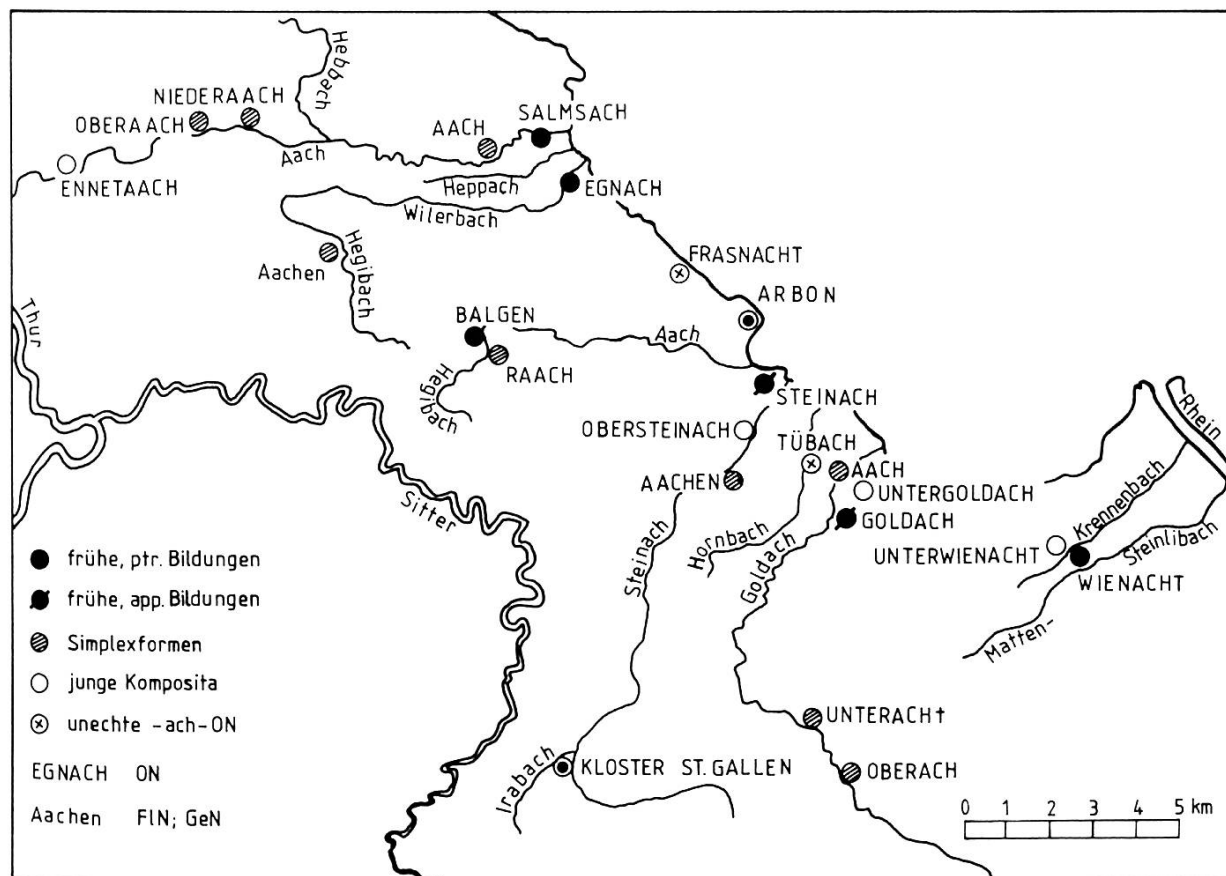 Hebbach
NIEDERAACH
OBERAACH
AACH
SALMSACH
Aach
ENNETAACH
Heppach
EGNACH
Wilerbach
Hegibach
Aachen
FRASNACHT
ARBON
Thur
BALGEN
Aach
RAACH
Hegibach
STEINACH
OBERSTEINACH
TÜBACH
Rhein
AACHEN
AACH
UNTERGOLDACH
Sitter
GOLDACH
Krennenbach
Hornbach
UNTERWIENACHT
Steinlibach
Steinach
Goldach
WIENACHT
Matten-
frühe, ptr. Bildungen
frühe, app. Bildungen
Simplexformen
junge Komposita
unechte -ach-ON
EGNACH ON
Aachen FlN; GeN
UNTERACH†
Irabach
KLOSTER ST. GALLEN
OBERACH
0 1 2 3 4 5 km